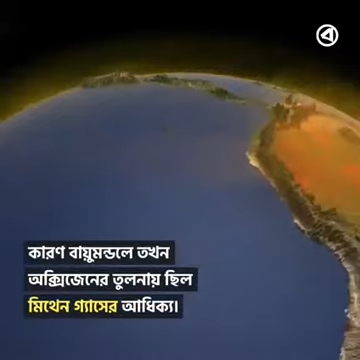 কারণ বায়ুমন্ডলে তখন
অক্সিজেনের তুলনায় ছিল
মিথেন গ্যাসের আধিক্য।